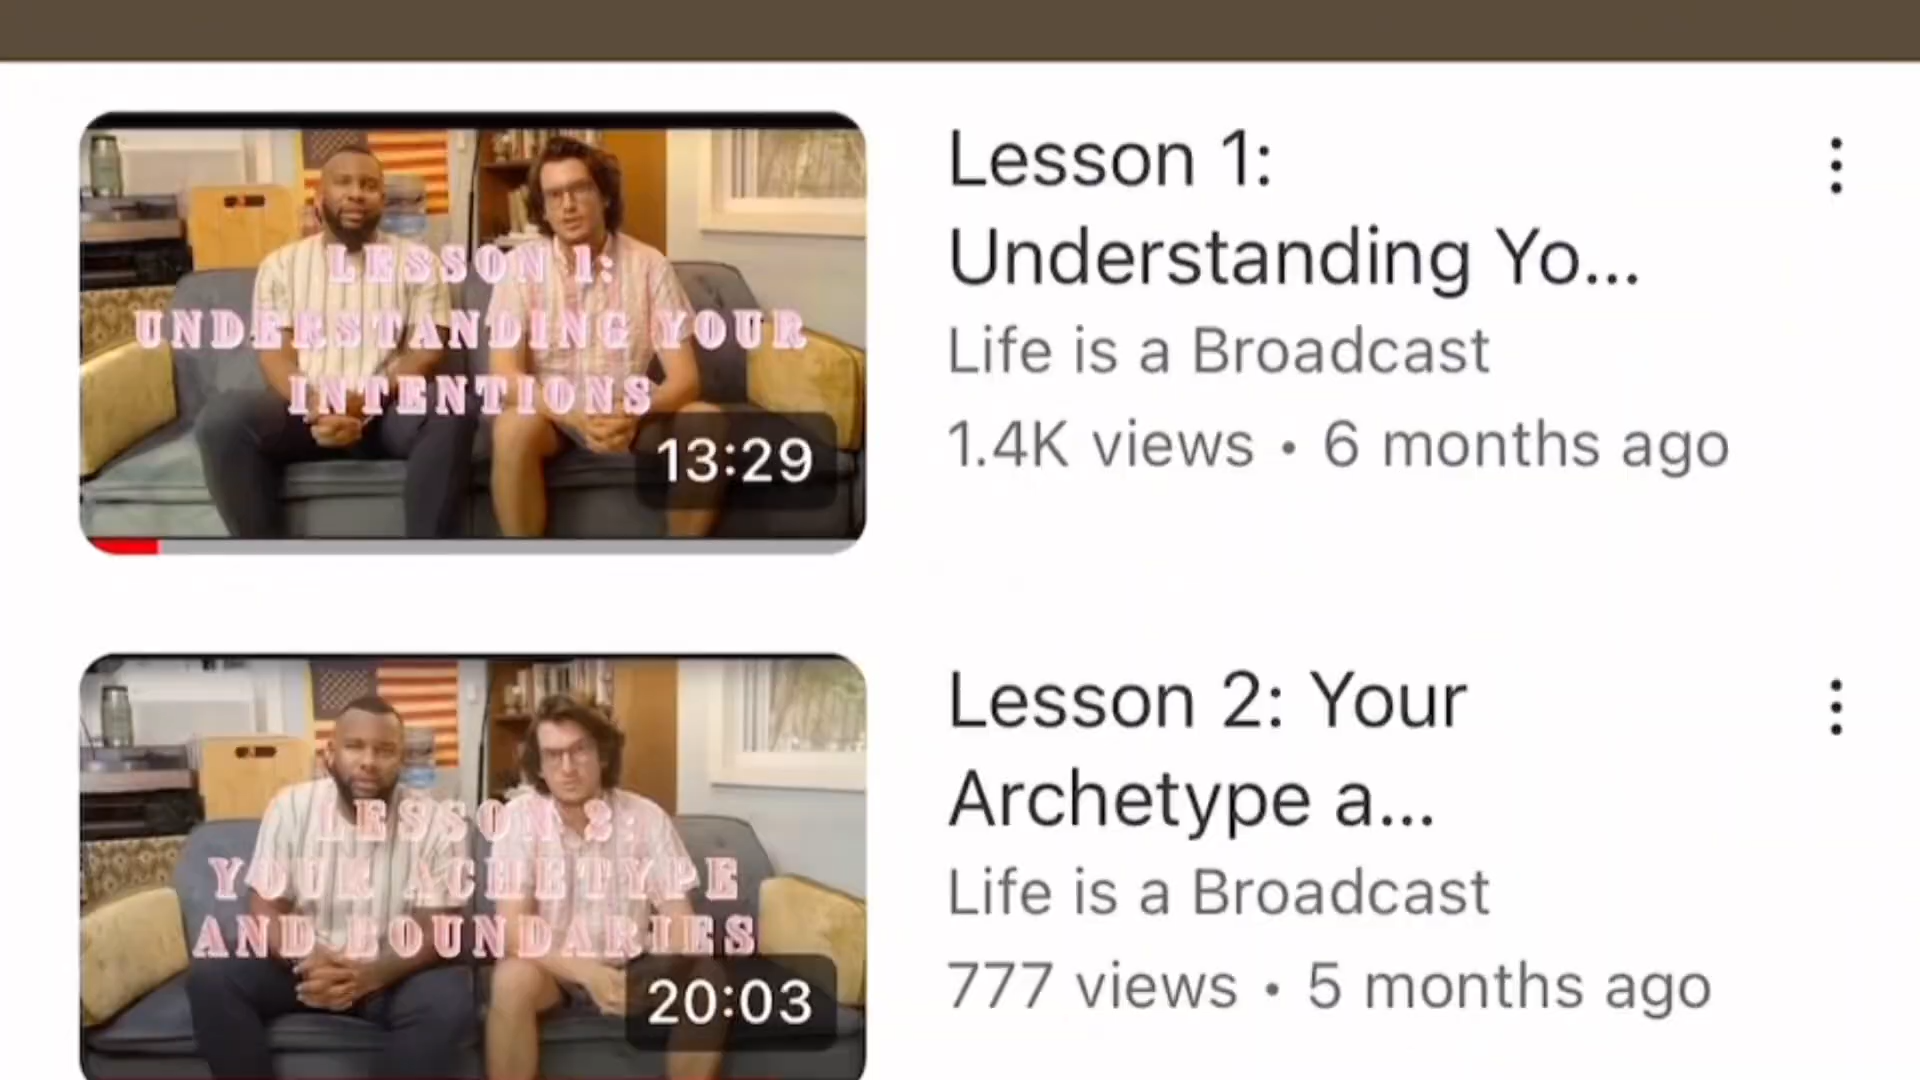 LESSON 1:
UNDERSTANDING YOUR
INTENTIONS
13:29
Lesson 1:
Understanding Yo...
Life is a Broadcast
1.4K views • 6 months ago
LESSON 2:
YOUR ACHETYPE
AND BOUNDARIES
20:03
Lesson 2: Your
Archetype a...
Life is a Broadcast
777 views • 5 months ago